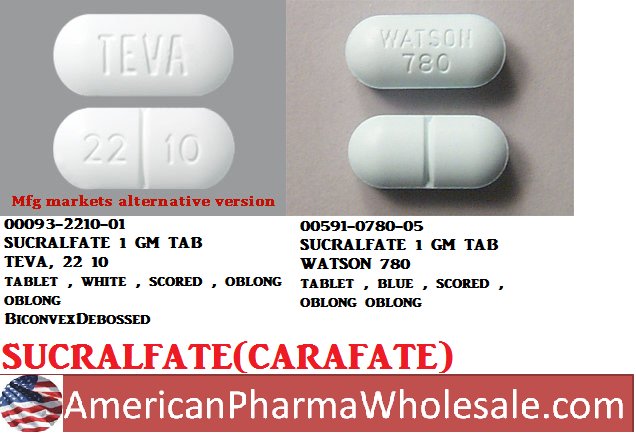 TEVA
22 10
Mfg markets alternative version
WATSON
780
00093-2210-01
SUCRALFATE 1 GM TAB
TEVA, 22 10
TABLET , WHITE , SCORED , OBLONG
OBLONG
BICONVEXDEBOSSED
00591-0780-05
SUCRALFATE 1 GM TAB
WATSON 780
TABLET , BLUE , SCORED ,
OBLONG OBLONG
SUCRALFATE(CARAFATE)
AmericanPharmaWholesale.com